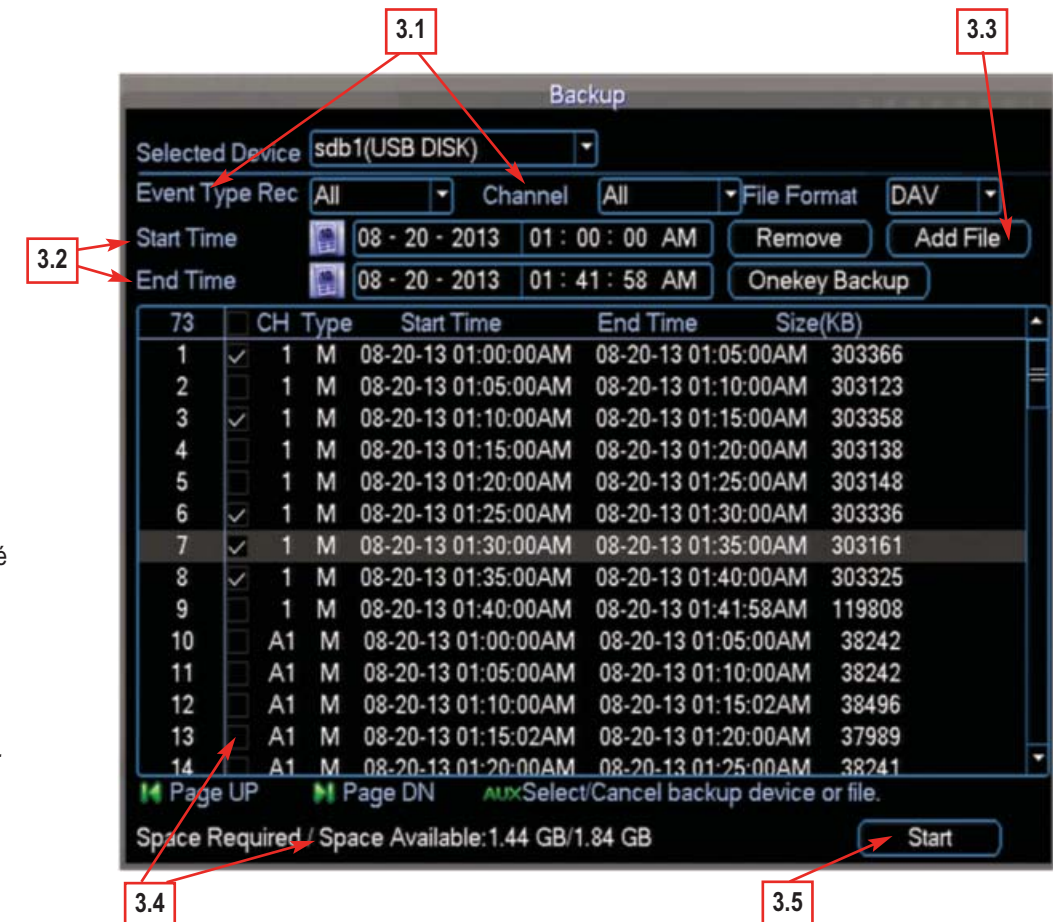 3.1 3.3
Backup
Selected Device sdb1(USB DISK)
Event Type Rec All Channel All File Format DAV
Start Time 08 - 20 - 2013 01 : 00 : 00 AM Remove Add File
3.2
End Time 08 - 20 - 2013 01 : 41 : 58 AM Onekey Backup
73 CH Type Start Time End Time Size(KB)
1 1 M 08-20-13 01:00:00AM 08-20-13 01:05:00AM 303366
2 1 M 08-20-13 01:05:00AM 08-20-13 01:10:00AM 303123
3 1 M 08-20-13 01:10:00AM 08-20-13 01:15:00AM 303358
4 1 M 08-20-13 01:15:00AM 08-20-13 01:20:00AM 303138
5 1 M 08-20-13 01:20:00AM 08-20-13 01:25:00AM 303148
6 1 M 08-20-13 01:25:00AM 08-20-13 01:30:00AM 303336
é
7 1 M 08-20-13 01:30:00AM 08-20-13 01:35:00AM 303161
8 1 M 08-20-13 01:35:00AM 08-20-13 01:40:00AM 303325
9 1 M 08-20-13 01:40:00AM 08-20-13 01:41:58AM 119808
10 A1 M 08-20-13 01:00:00AM 08-20-13 01:05:00AM 38242
11 A1 M 08-20-13 01:05:00AM 08-20-13 01:10:00AM 38242
12 A1 M 08-20-13 01:10:00AM 08-20-13 01:15:02AM 38496
13 A1 M 08-20-13 01:15:02AM 08-20-13 01:20:00AM 37989
.
14 A1 M 08-20-13 01:20:00AM 08-20-13 01:25:00AM 38241
Page UP Page DN AUX Select/Cancel backup device or file.
Space Required / Space Available:1.44 GB/1.84 GB Start
3.4 3.5